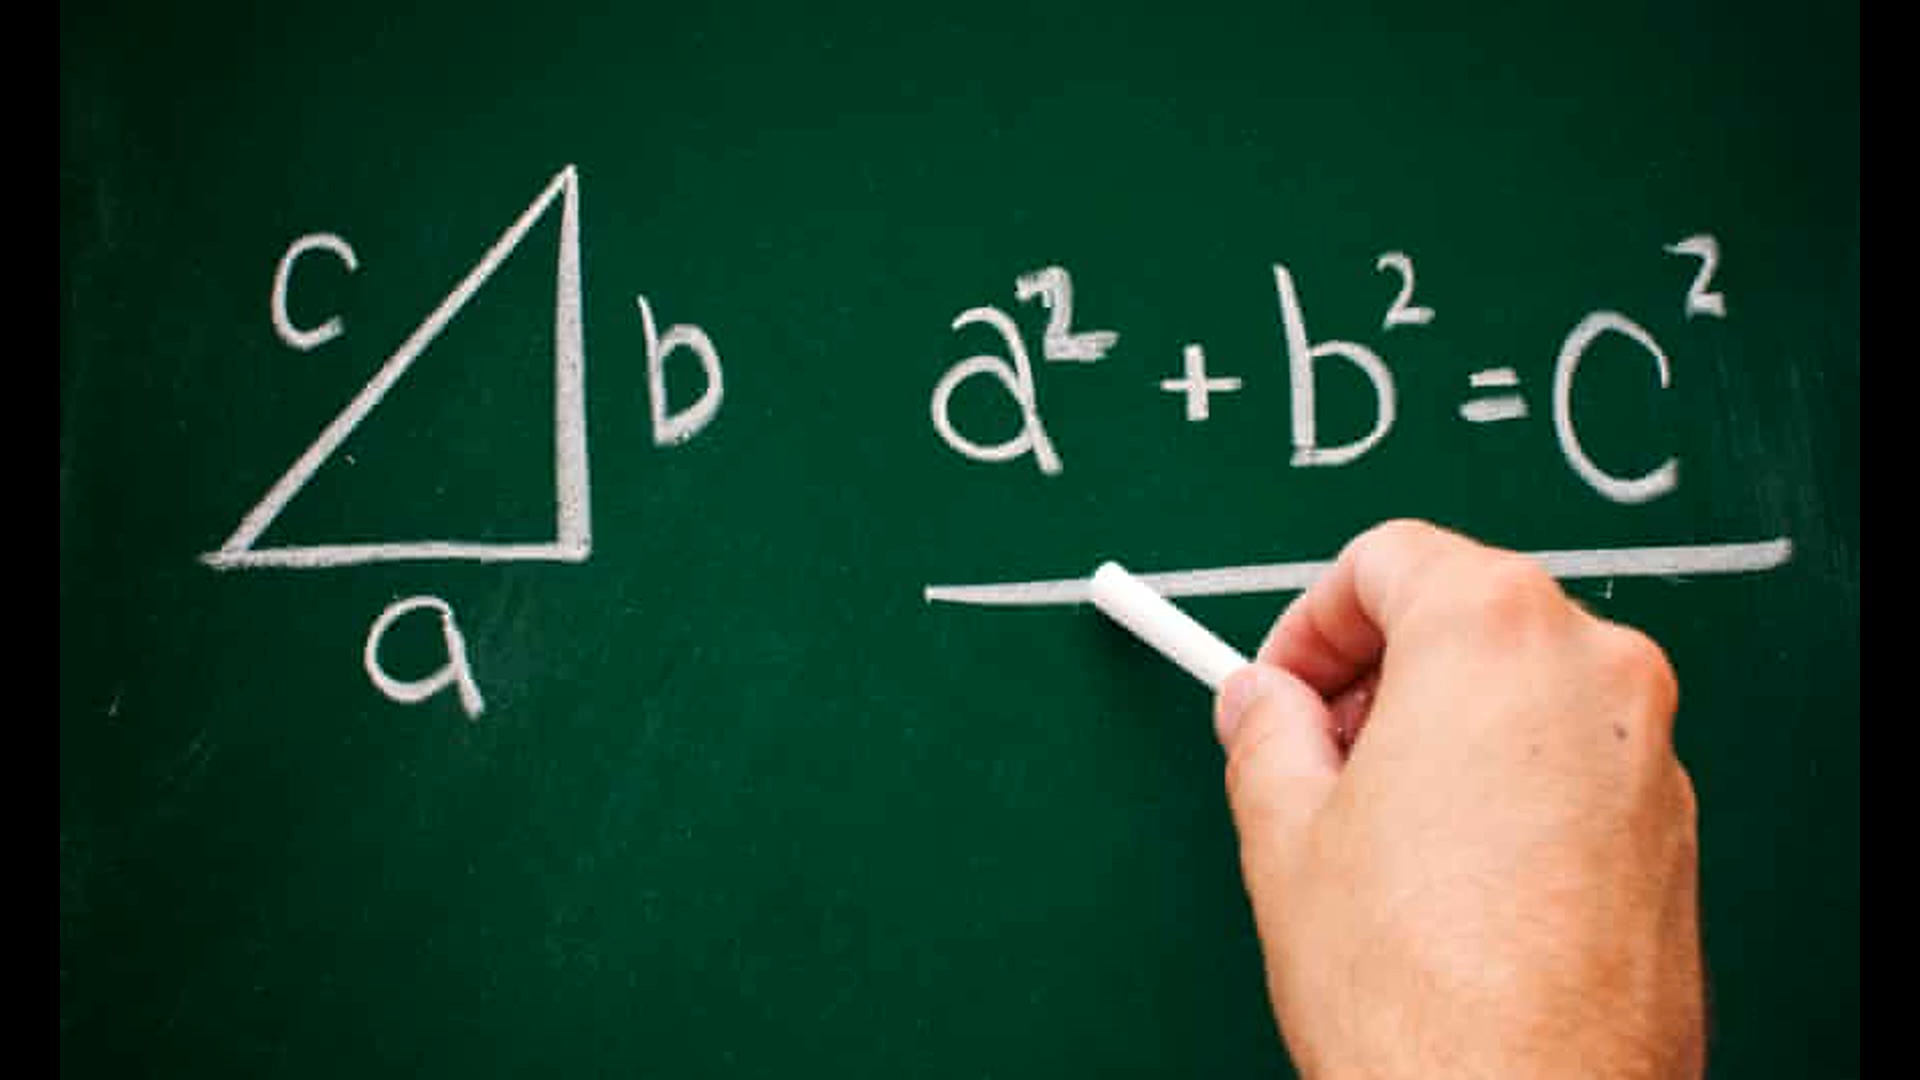 c
b
a² + b² = c²
a